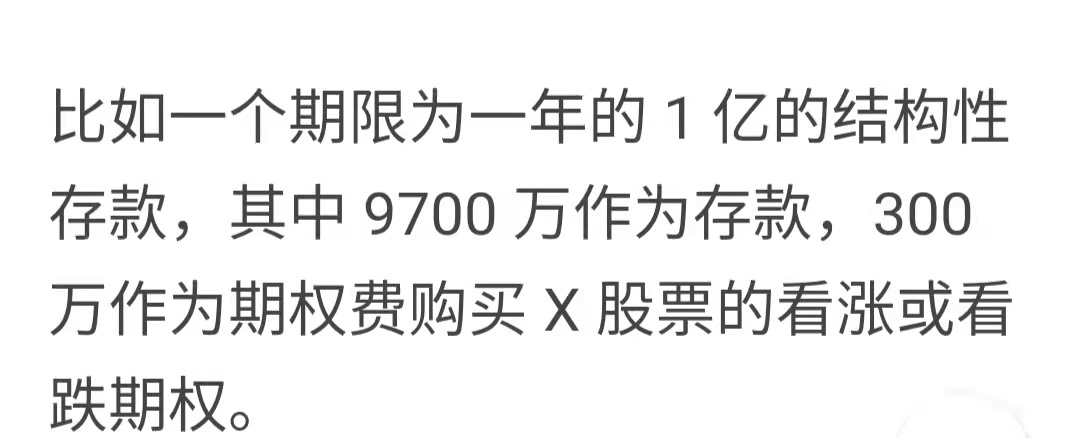 比如一个期限为一年的 1 亿的结构性
存款，其中 9700 万作为存款，300
万作为期权费购买 X 股票的看涨或看
跌期权。